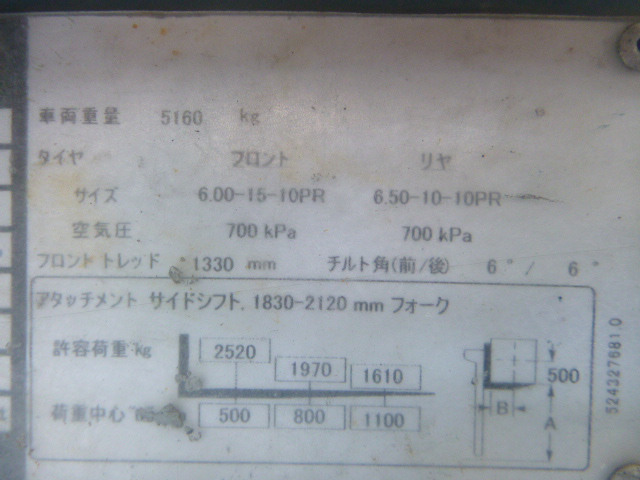 車両重量 5160 kg
タイヤ フロント リヤ
サイズ 6.00-15-10PR 6.50-10-10PR
空気圧 700 kPa 700 kPa
フロント トレッド 1330 mm チルト角(前/後) 6°/ 6°
アタッチメント サイドシフト, 1830-2120 mm フォーク
許容荷重 kg 2520 1970 1610
500
荷重中心 500 800 1100
B A
524327681.0